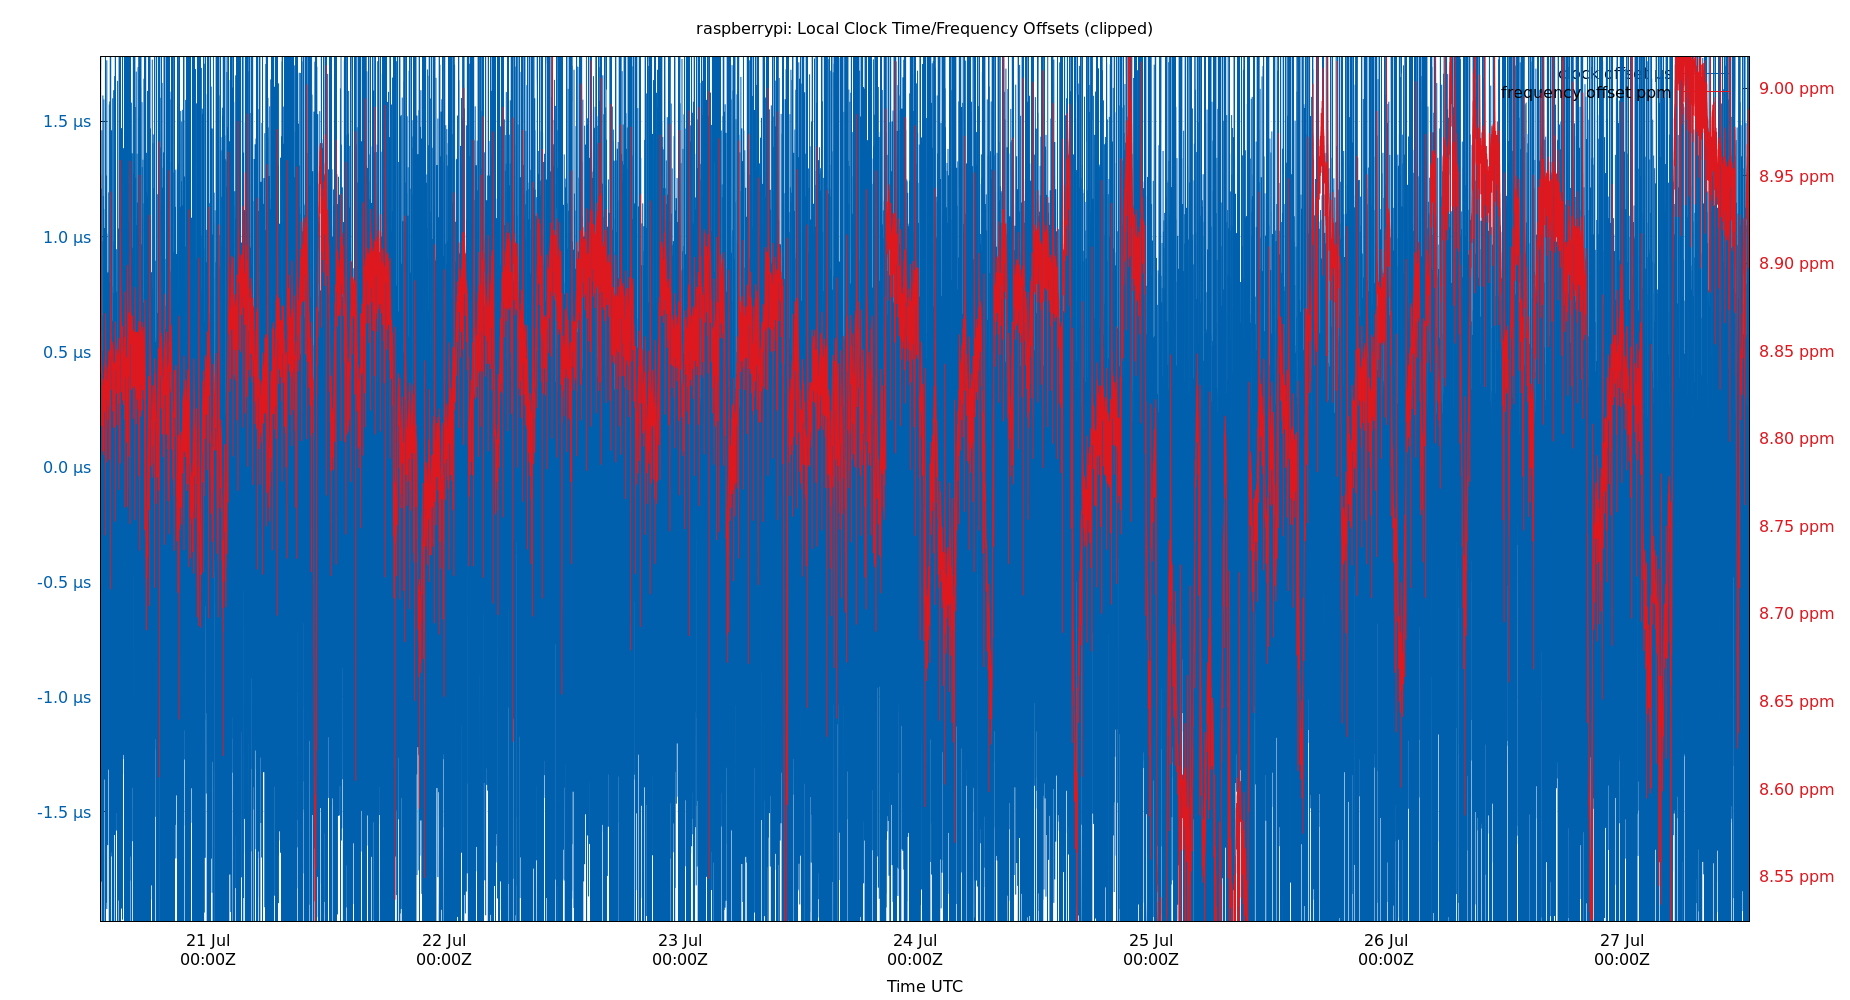 raspberrypi: Local Clock Time/Frequency Offsets (clipped)
clock offset µs
frequency offset ppm
1.5 µs
1.0 µs
0.5 µs
0.0 µs
-0.5 µs
-1.0 µs
-1.5 µs
9.00 ppm
8.95 ppm
8.90 ppm
8.85 ppm
8.80 ppm
8.75 ppm
8.70 ppm
8.65 ppm
8.60 ppm
8.55 ppm
21 Jul 22 Jul 23 Jul 24 Jul 25 Jul 26 Jul 27 Jul
00:00Z 00:00Z 00:00Z 00:00Z 00:00Z 00:00Z 00:00Z
Time UTC